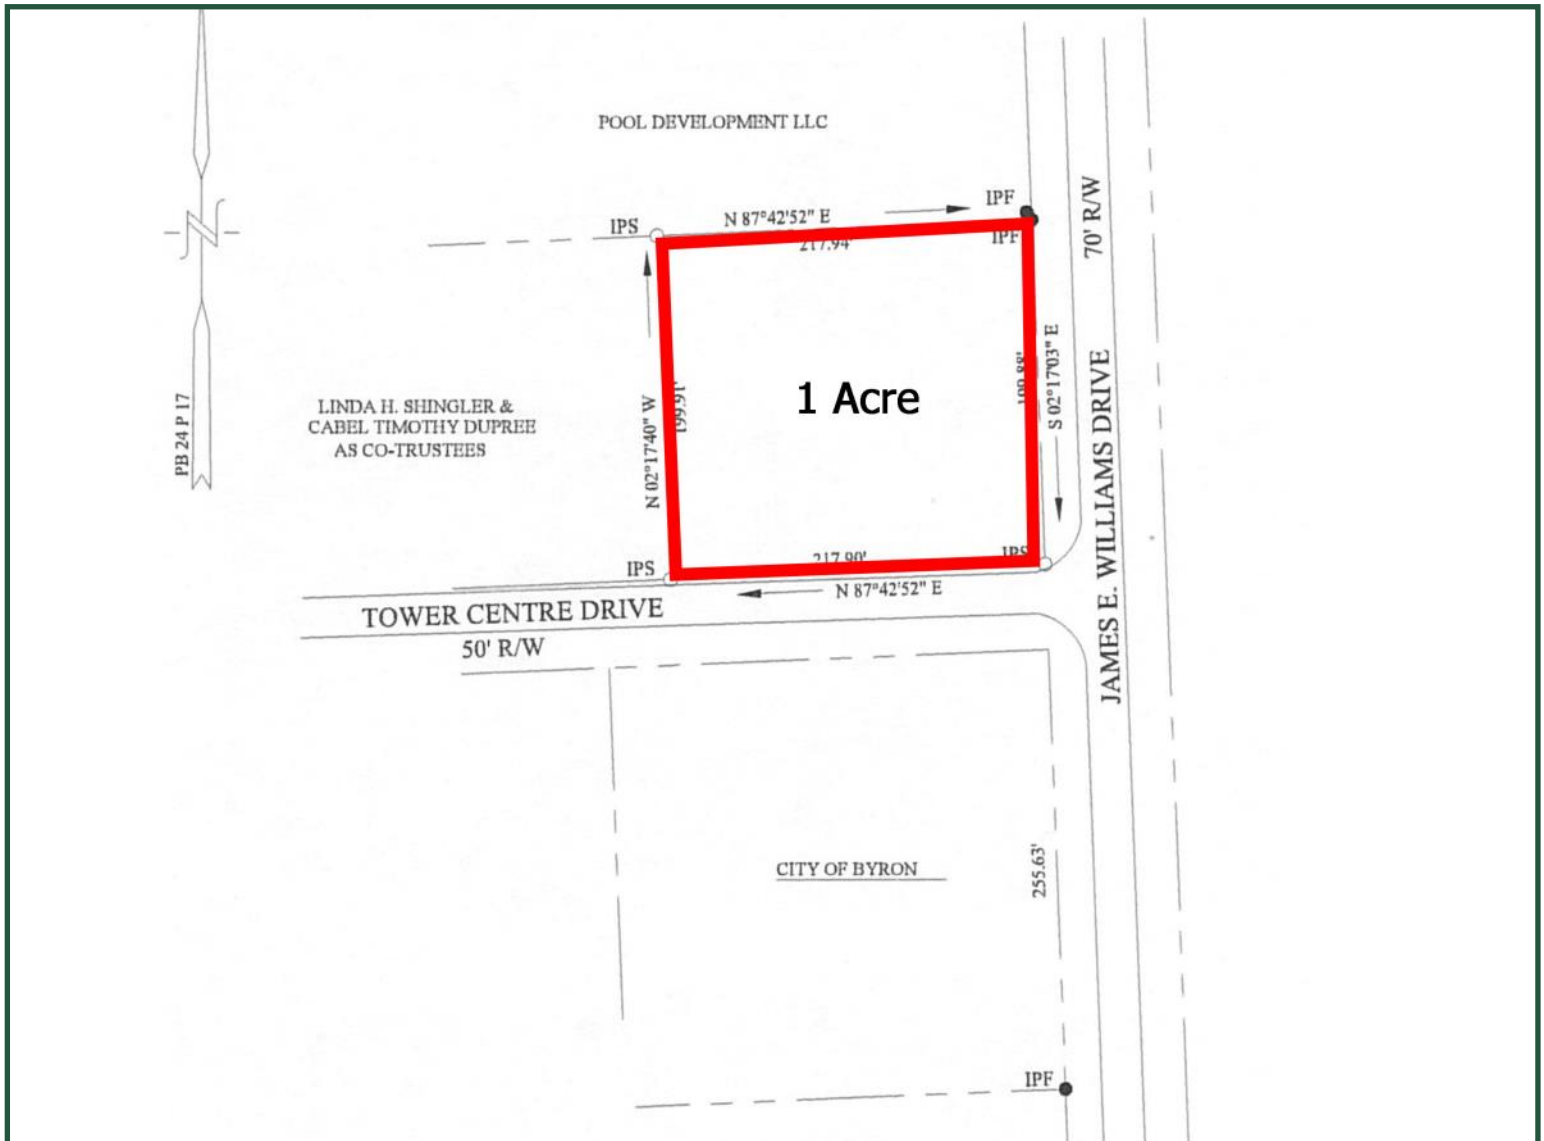 POOL DEVELOPMENT LLC
IPF
IPS
N 87°42'52" E
217.94'
IPF
70' R/W
1 Acre
N 02°17'40" W
199.91'
199.88'
S 02°17'03" E
PB 24 P 17
LINDA H. SHINGLER &
CABEL TIMOTHY DUPREE
AS CO-TRUSTEES
JAMES E. WILLIAMS DRIVE
IPS
217.90'
IPS
N 87°42'52" E
TOWER CENTRE DRIVE
50' R/W
CITY OF BYRON
255.63'
IPF